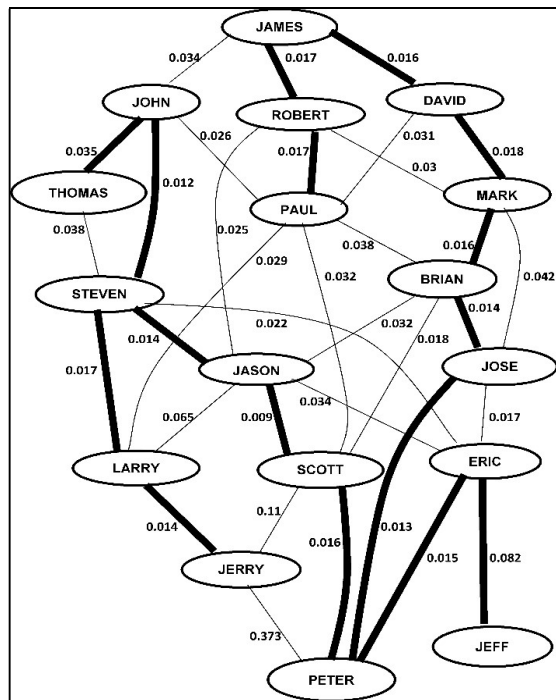 JAMES
0.034
0.017
0.016
JOHN
ROBERT
DAVID
0.035
0.026
0.017
0.031
0.018
0.012
0.03
THOMAS
PAUL
MARK
0.038
0.025
0.029
0.032
0.038
0.016
0.042
STEVEN
BRIAN
0.014
0.022
0.032
0.018
0.014
0.017
JASON
JOSE
0.065
0.009
0.034
0.017
LARRY
SCOTT
ERIC
0.014
0.11
0.016
0.013
0.015
0.082
JERRY
0.373
JEFF
PETER